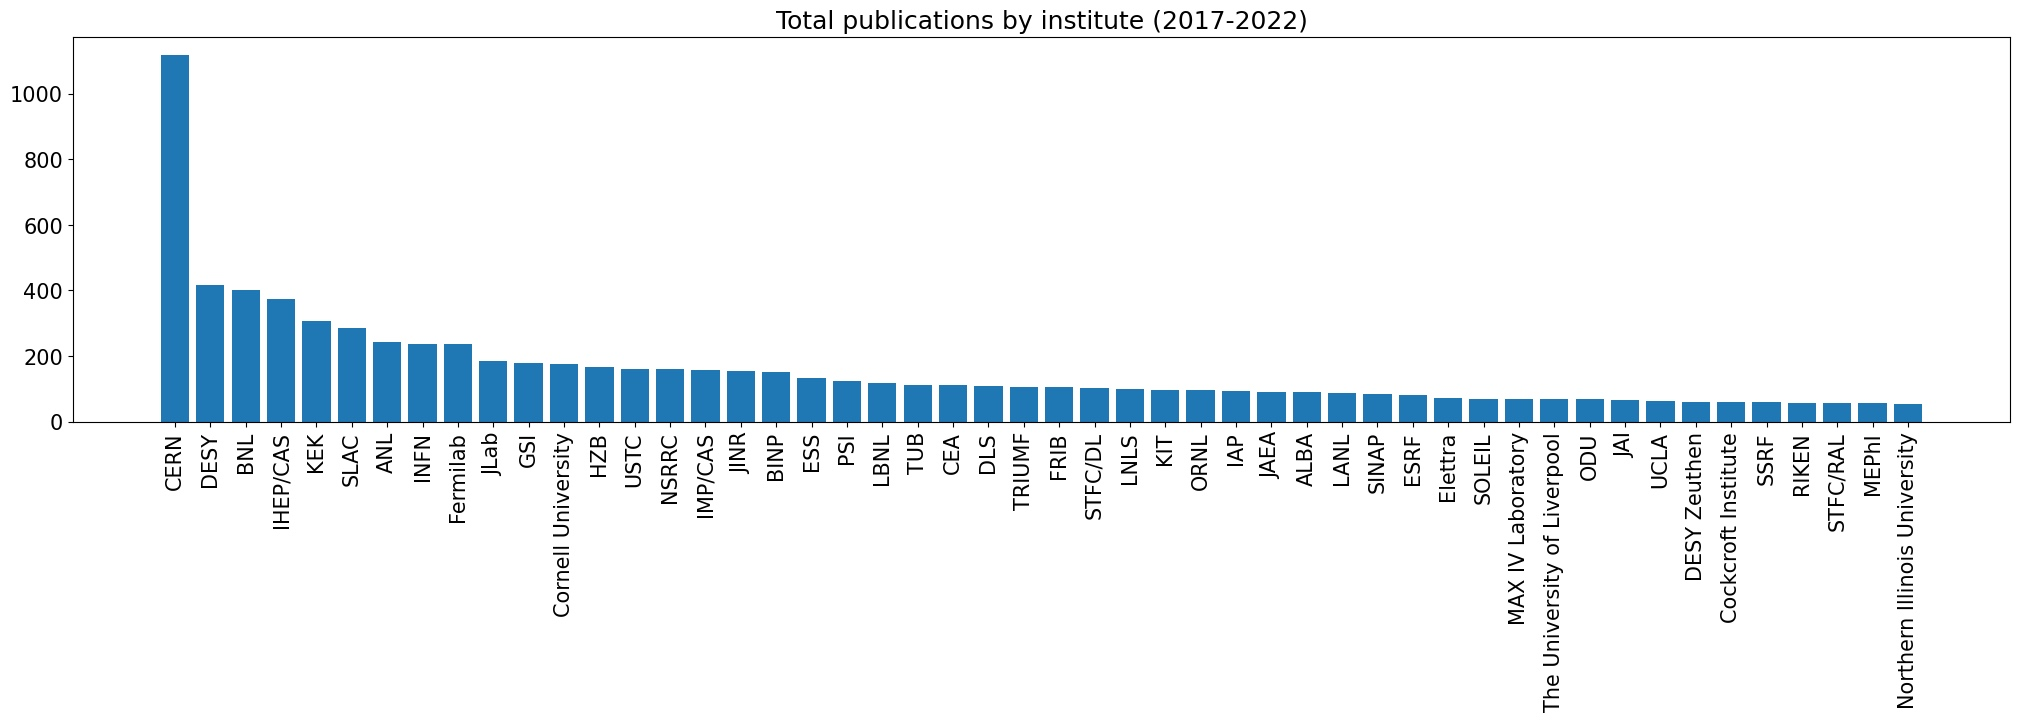 Total publications by institute (2017-2022)
1000
800
600
400
200
0
CERN
DESY
BNL
IHEP/CAS
KEK
SLAC
ANL
INFN
Fermilab
JLab
GSI
Cornell University
HZB
USTC
NSRRC
IMP/CAS
JINR
BINP
ESS
PSI
LBNL
TUB
CEA
DLS
TRIUMF
FRIB
STFC/DL
LNLS
KIT
ORNL
IAP
JAEA
ALBA
LANL
SINAP
ESRF
Elettra
SOLEIL
MAX IV Laboratory
The University of Liverpool
ODU
JAI
UCLA
DESY Zeuthen
Cockcroft Institute
SSRF
RIKEN
STFC/RAL
MEPhI
Northern Illinois University